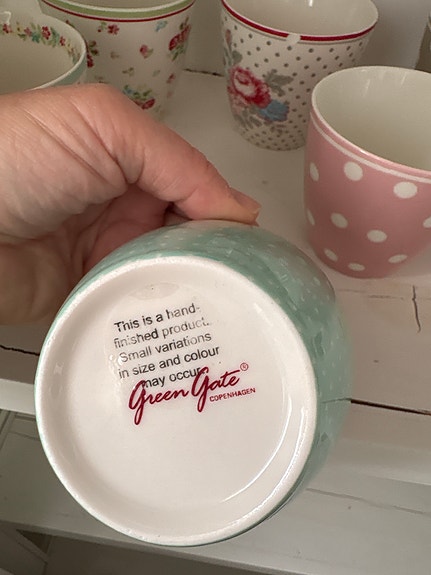 This is a hand-
finished product.
Small variations
in size and colour
may occur.
Green Gate®
COPENHAGEN